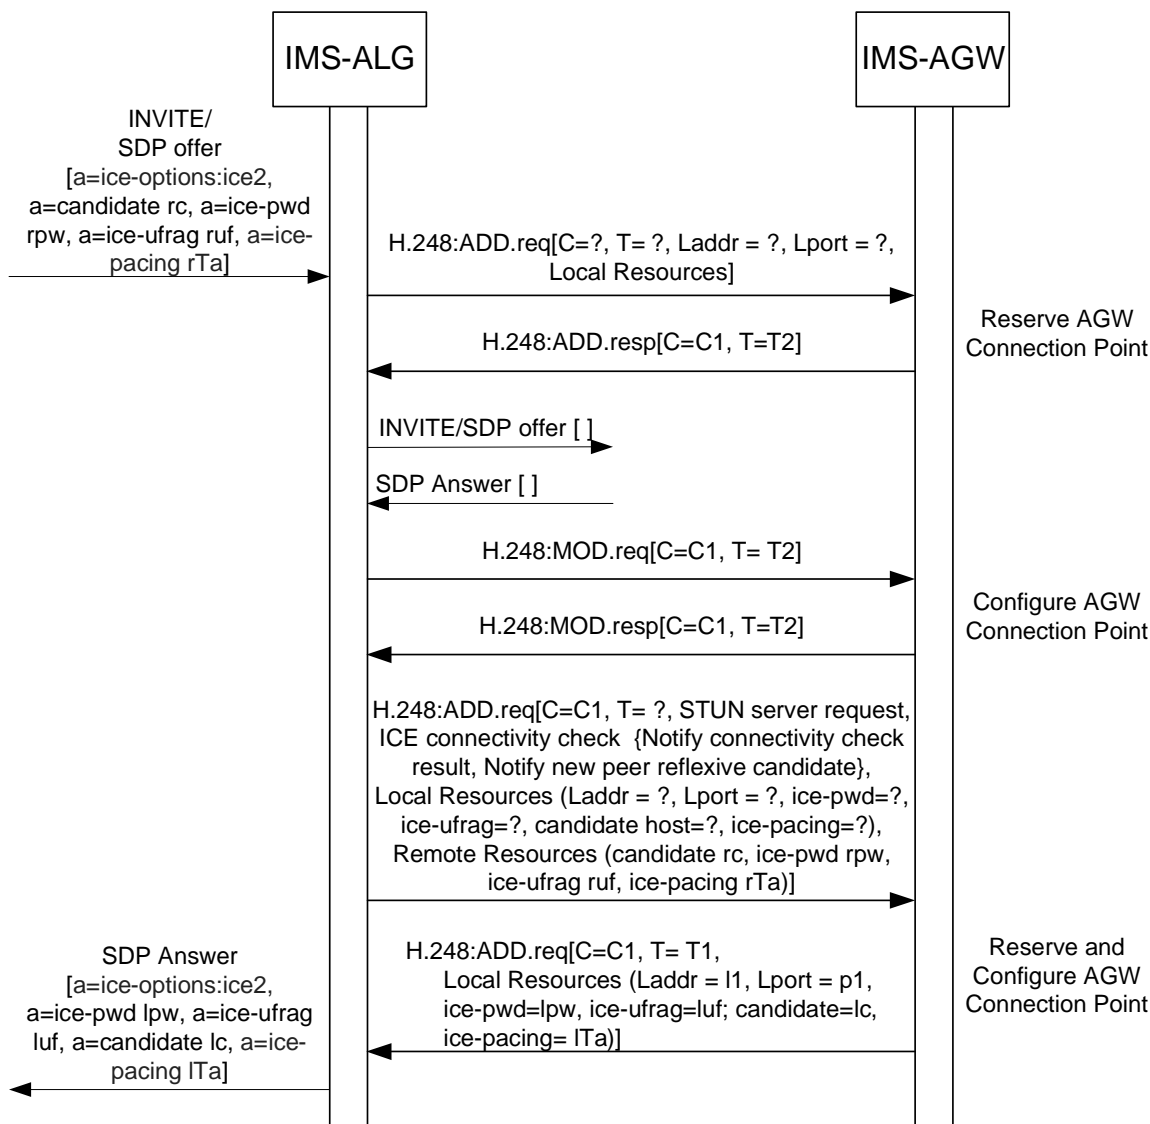 IMS-ALG
IMS-AGW
INVITE/
SDP offer
[a=ice-options:ice2,
a=candidate rc, a=ice-pwd
rpw, a=ice-ufrag ruf, a=ice-
pacing rTa]
H.248:ADD.req[C=?, T= ?, Laddr = ?, Lport = ?,
Local Resources]
Reserve AGW
Connection Point
H.248:ADD.resp[C=C1, T=T2]
INVITE/SDP offer [ ]
SDP Answer [ ]
H.248:MOD.req[C=C1, T= T2]
Configure AGW
Connection Point
H.248:MOD.resp[C=C1, T=T2]
H.248:ADD.req[C=C1, T= ?, STUN server request,
ICE connectivity check  {Notify connectivity check
result, Notify new peer reflexive candidate},
Local Resources (Laddr = ?, Lport = ?, ice-pwd=?,
ice-ufrag=?, candidate host=?, ice-pacing=?),
Remote Resources (candidate rc, ice-pwd rpw,
ice-ufrag ruf, ice-pacing rTa)]
H.248:ADD.req[C=C1, T= T1,
Local Resources (Laddr = l1, Lport = p1,
ice-pwd=lpw, ice-ufrag=luf; candidate=lc,
ice-pacing= lTa)]
Reserve and
Configure AGW
Connection Point
SDP Answer
[a=ice-options:ice2,
a=ice-pwd lpw, a=ice-ufrag
luf, a=candidate lc, a=ice-
pacing lTa]